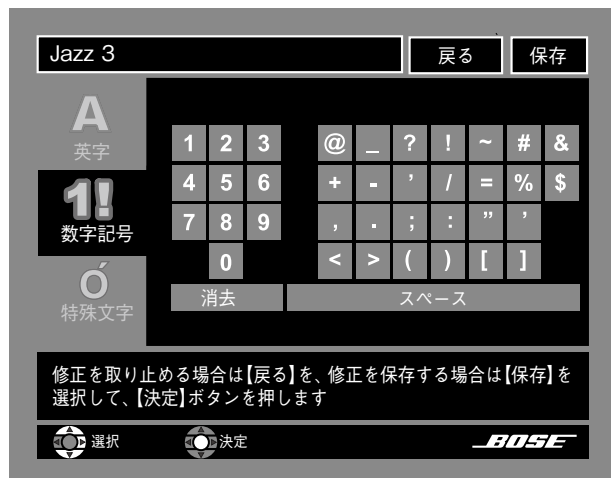 Jazz 3 戻る 保存
A
英字
1!
数字記号
Ó
特殊文字
1 2 3 @ _ ? ! ~ # &
4 5 6 + - ' / = % $
7 8 9 , . ; : ” ’
0 < > ( ) [ ]
消去 スペース
修正を取り止める場合は【戻る】を、修正を保存する場合は【保存】を
選択して、【決定】ボタンを押します
選択 決定 BOSE